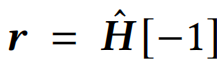 r = Ĥ[−1]